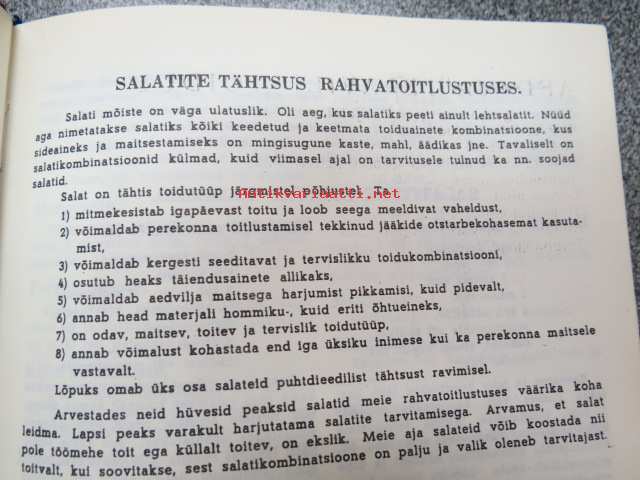 SALATITE TÄHTSUS RAHVATOITLUSTUSES.
Salati mõiste on väga ulatuslik. Oli aeg, kus salatiks peeti ainult lehtsalatit. Nüüd
aga nimetatakse salatiks kõiki keedetud ja keetmata toiduainete kombinatsioone, kus
sideaineks ja maitsestamiseks on mingisugune kaste, mahl, äädikas jne. Tavaliselt on
salatikombinatsioonid külmad, kuid viimasel ajal on tarvitusele tulnud ka nn. soojad
salatid.
Salat on tähtis toidutüüp järgmistel põhjustel. Ta
1) mitmekesistab igapäevast toitu ja loob seega meeldivat vaheldust,
2) võimaldab perekonna toitlustamisel tekkinud jääkide otstarbekohasemat kasuta-
mist,
3) võimaldab kergesti seeditavat ja tervislikku toidukombinatsiooni,
4) osutub heaks täiendusainete allikaks,
5) võimaldab aedvilja maitsega harjumist pikkamisi, kuid pidevalt,
6) annab head materjali hommiku-, kuid eriti õhtueineks,
7) on odav, maitsev, toitev ja tervislik toidutüüp,
8) annab võimalust kohastada end iga üksiku inimese kui ka perekonna maitsele
vastavalt.
Lõpuks omab üks osa salateid puhtdieedilist tähtsust ravimisel.
Arvestades neid hüvesid peaksid salatid meie rahvatoitlustuses väärika koha
leidma. Lapsi peaks varakult harjutatama salatite tarvitamisega. Arvamus, et salat
pole töömehe toit ega küllalt toitev, on ekslik. Meie aja salateid võib koostada nii
toitvalt, kui soovitakse, sest salatikombinatsioone on palju ja valik oleneb tarvitajast.